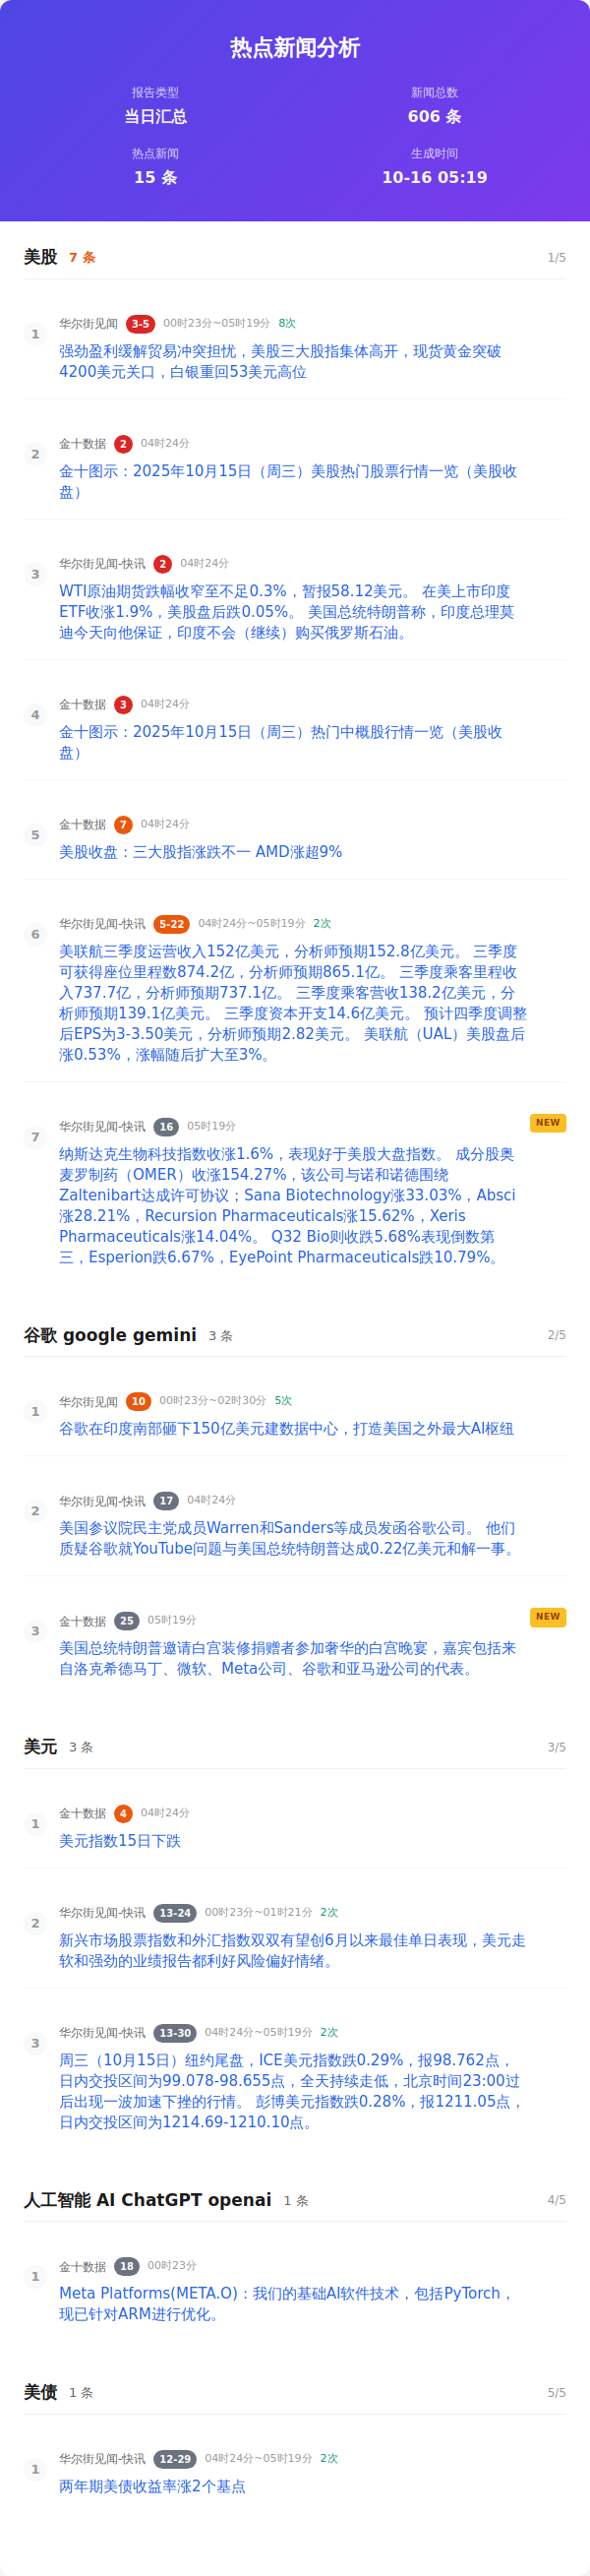 热点新闻分析
报告类型
当日汇总
新闻总数
606 条
热点新闻
15 条
生成时间
10-16 05:19
美股 7 条 1/5
1
华尔街见闻 3-5 00时23分~05时19分 8次
强劲盈利缓解贸易冲突担忧，美股三大股指集体高开，现货黄金突破
4200美元关口，白银重回53美元高位
2
金十数据 2 04时24分
金十图示：2025年10月15日（周三）美股热门股票行情一览（美股收
盘）
3
华尔街见闻-快讯 2 04时24分
WTI原油期货跌幅收窄至不足0.3%，暂报58.12美元。 在美上市印度
ETF收涨1.9%，美股盘后跌0.05%。 美国总统特朗普称，印度总理莫
迪今天向他保证，印度不会（继续）购买俄罗斯石油。
4
金十数据 3 04时24分
金十图示：2025年10月15日（周三）热门中概股行情一览（美股收
盘）
5
金十数据 7 04时24分
美股收盘：三大股指涨跌不一 AMD涨超9%
6
华尔街见闻-快讯 5-22 04时24分~05时19分 2次
美联航三季度运营收入152亿美元，分析师预期152.8亿美元。 三季度
可获得座位里程数874.2亿，分析师预期865.1亿。 三季度乘客里程收
入737.7亿，分析师预期737.1亿。 三季度乘客营收138.2亿美元，分
析师预期139.1亿美元。 三季度资本开支14.6亿美元。 预计四季度调整
后EPS为3-3.50美元，分析师预期2.82美元。 美联航（UAL）美股盘后
涨0.53%，涨幅随后扩大至3%。
7
华尔街见闻-快讯 16 05时19分 NEW
纳斯达克生物科技指数收涨1.6%，表现好于美股大盘指数。 成分股奥
麦罗制药（OMER）收涨154.27%，该公司与诺和诺德围绕
Zaltenibart达成许可协议；Sana Biotechnology涨33.03%，Absci
涨28.21%，Recursion Pharmaceuticals涨15.62%，Xeris
Pharmaceuticals涨14.04%。 Q32 Bio则收跌5.68%表现倒数第
三，Esperion跌6.67%，EyePoint Pharmaceuticals跌10.79%。
谷歌 google gemini 3 条 2/5
1
华尔街见闻 10 00时23分~02时30分 5次
谷歌在印度南部砸下150亿美元建数据中心，打造美国之外最大AI枢纽
2
华尔街见闻-快讯 17 04时24分
美国参议院民主党成员Warren和Sanders等成员发函谷歌公司。 他们
质疑谷歌就YouTube问题与美国总统特朗普达成0.22亿美元和解一事。
3
金十数据 25 05时19分 NEW
美国总统特朗普邀请白宫装修捐赠者参加奢华的白宫晚宴，嘉宾包括来
自洛克希德马丁、微软、Meta公司、谷歌和亚马逊公司的代表。
美元 3 条 3/5
1
金十数据 4 04时24分
美元指数15日下跌
2
华尔街见闻-快讯 13-24 00时23分~01时21分 2次
新兴市场股票指数和外汇指数双双有望创6月以来最佳单日表现，美元走
软和强劲的业绩报告都利好风险偏好情绪。
3
华尔街见闻-快讯 13-30 04时24分~05时19分 2次
周三（10月15日）纽约尾盘，ICE美元指数跌0.29%，报98.762点，
日内交投区间为99.078-98.655点，全天持续走低，北京时间23:00过
后出现一波加速下挫的行情。 彭博美元指数跌0.28%，报1211.05点，
日内交投区间为1214.69-1210.10点。
人工智能 AI ChatGPT openai 1 条 4/5
1
金十数据 18 00时23分
Meta Platforms(META.O)：我们的基础AI软件技术，包括PyTorch，
现已针对ARM进行优化。
美债 1 条 5/5
1
华尔街见闻-快讯 12-29 04时24分~05时19分 2次
两年期美债收益率涨2个基点